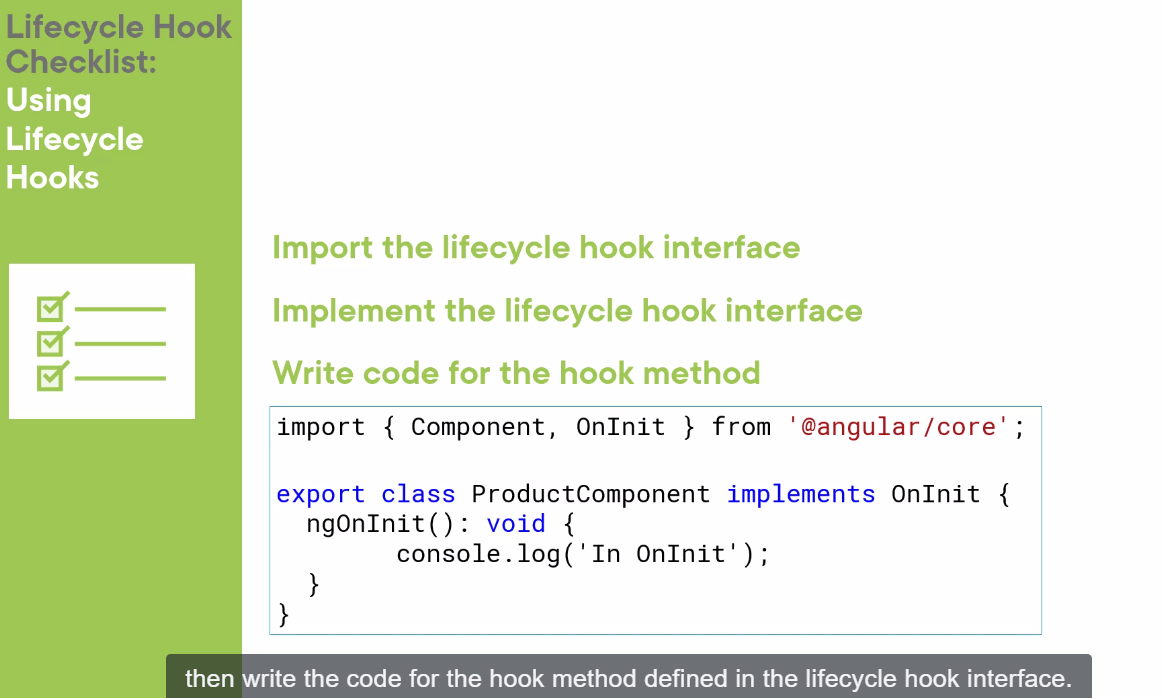 Lifecycle Hook
Checklist:
Using
Lifecycle
Hooks
Import the lifecycle hook interface
Implement the lifecycle hook interface
Write code for the hook method
import { Component, OnInit } from '@angular/core';
export class ProductComponent implements OnInit {
ngOnInit(): void {
console.log('In OnInit');
}
}
then write the code for the hook method defined in the lifecycle hook interface.